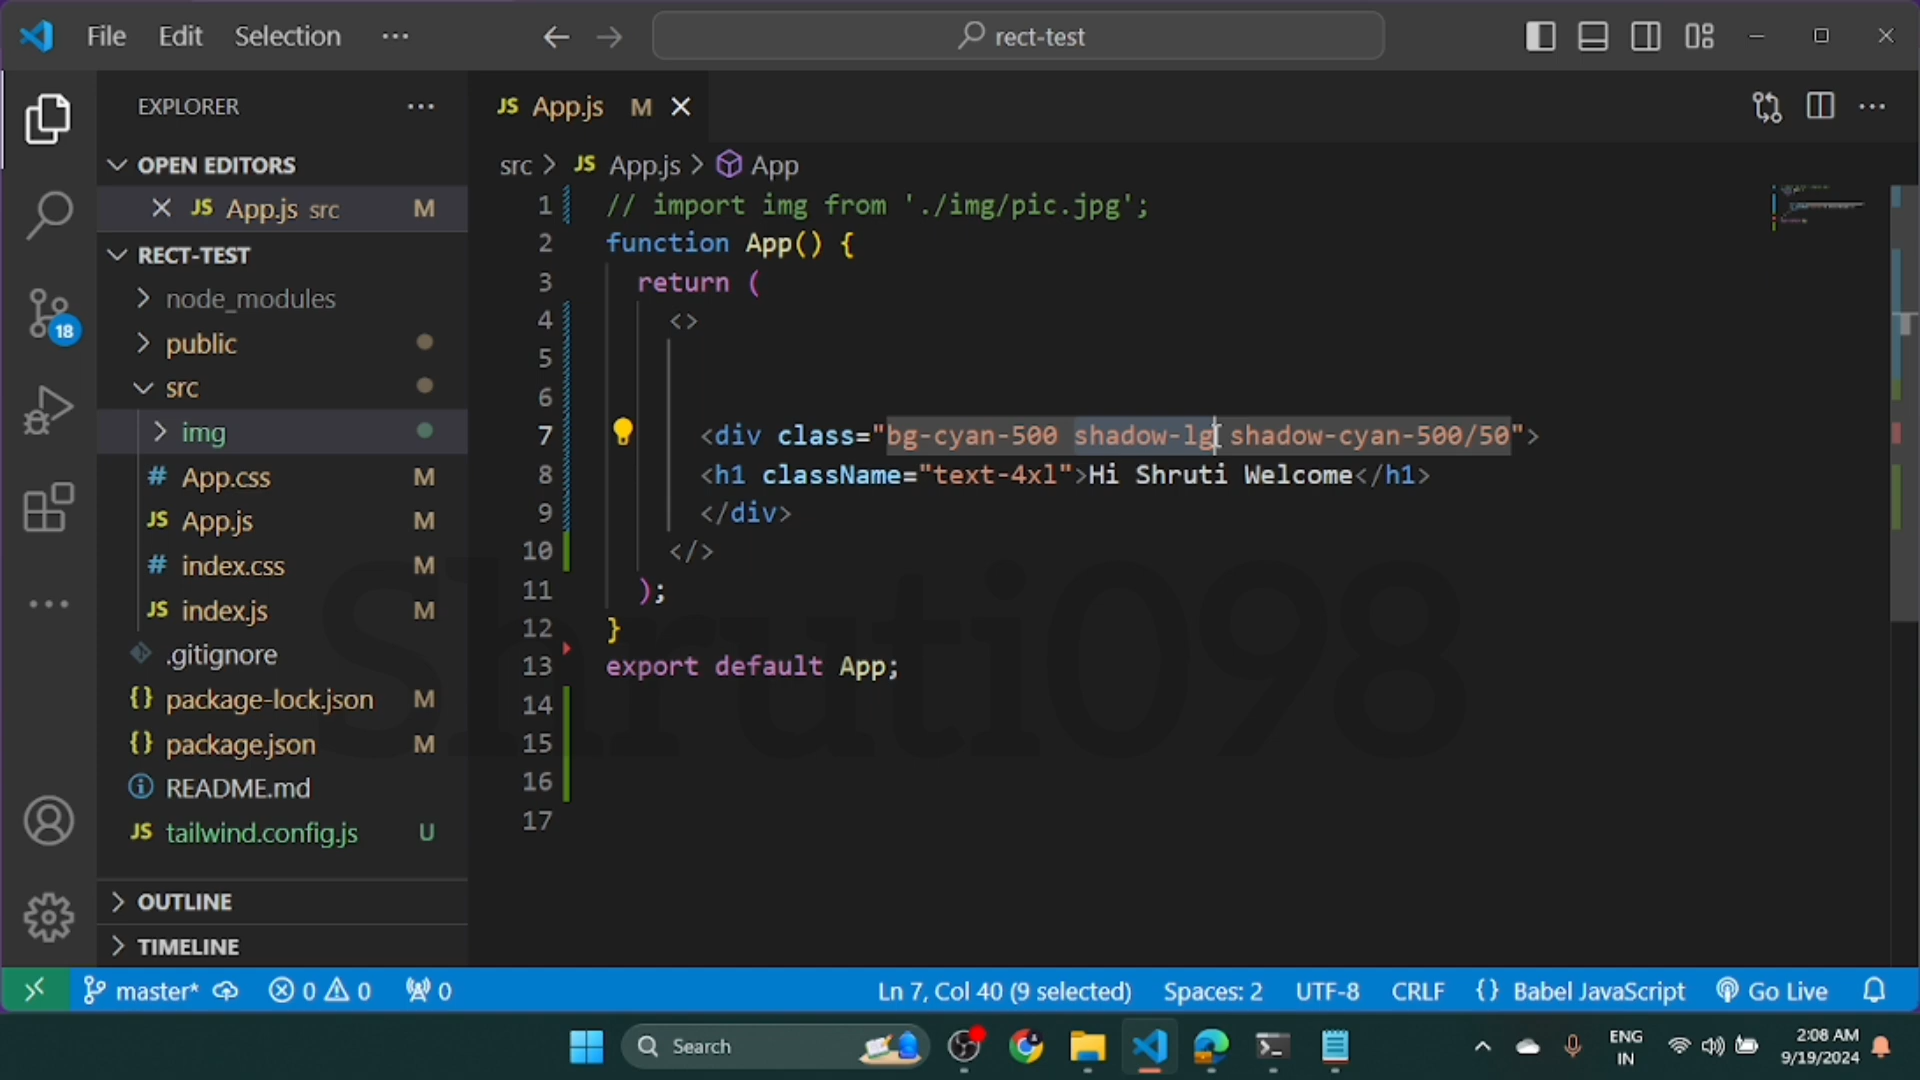 File Edit Selection ··· rect-test
EXPLORER ···
OPEN EDITORS
JS App.js src M
RECT-TEST
node_modules
public
src
img
# App.css M
JS App.js M
# index.css M
JS index.js M
.gitignore
{} package-lock.json M
{} package.json M
README.md
JS tailwind.config.js U
OUTLINE
TIMELINE
18
JS App.js M
src > JS App.js > App
1 // import img from './img/pic.jpg';
2 function App() {
3 return (
4 <>
5
6
7 <div class="bg-cyan-500 shadow-lg shadow-cyan-500/50">
8 <h1 className="text-4xl">Hi Shruti Welcome</h1>
9 </div>
10 </>
11 );
12 }
13 export default App;
14
15
16
17
Shruti098
master* 0 0 0 Ln 7, Col 40 (9 selected) Spaces: 2 UTF-8 CRLF {} Babel JavaScript Go Live
Search ENG 2:08 AM
IN 9/19/2024